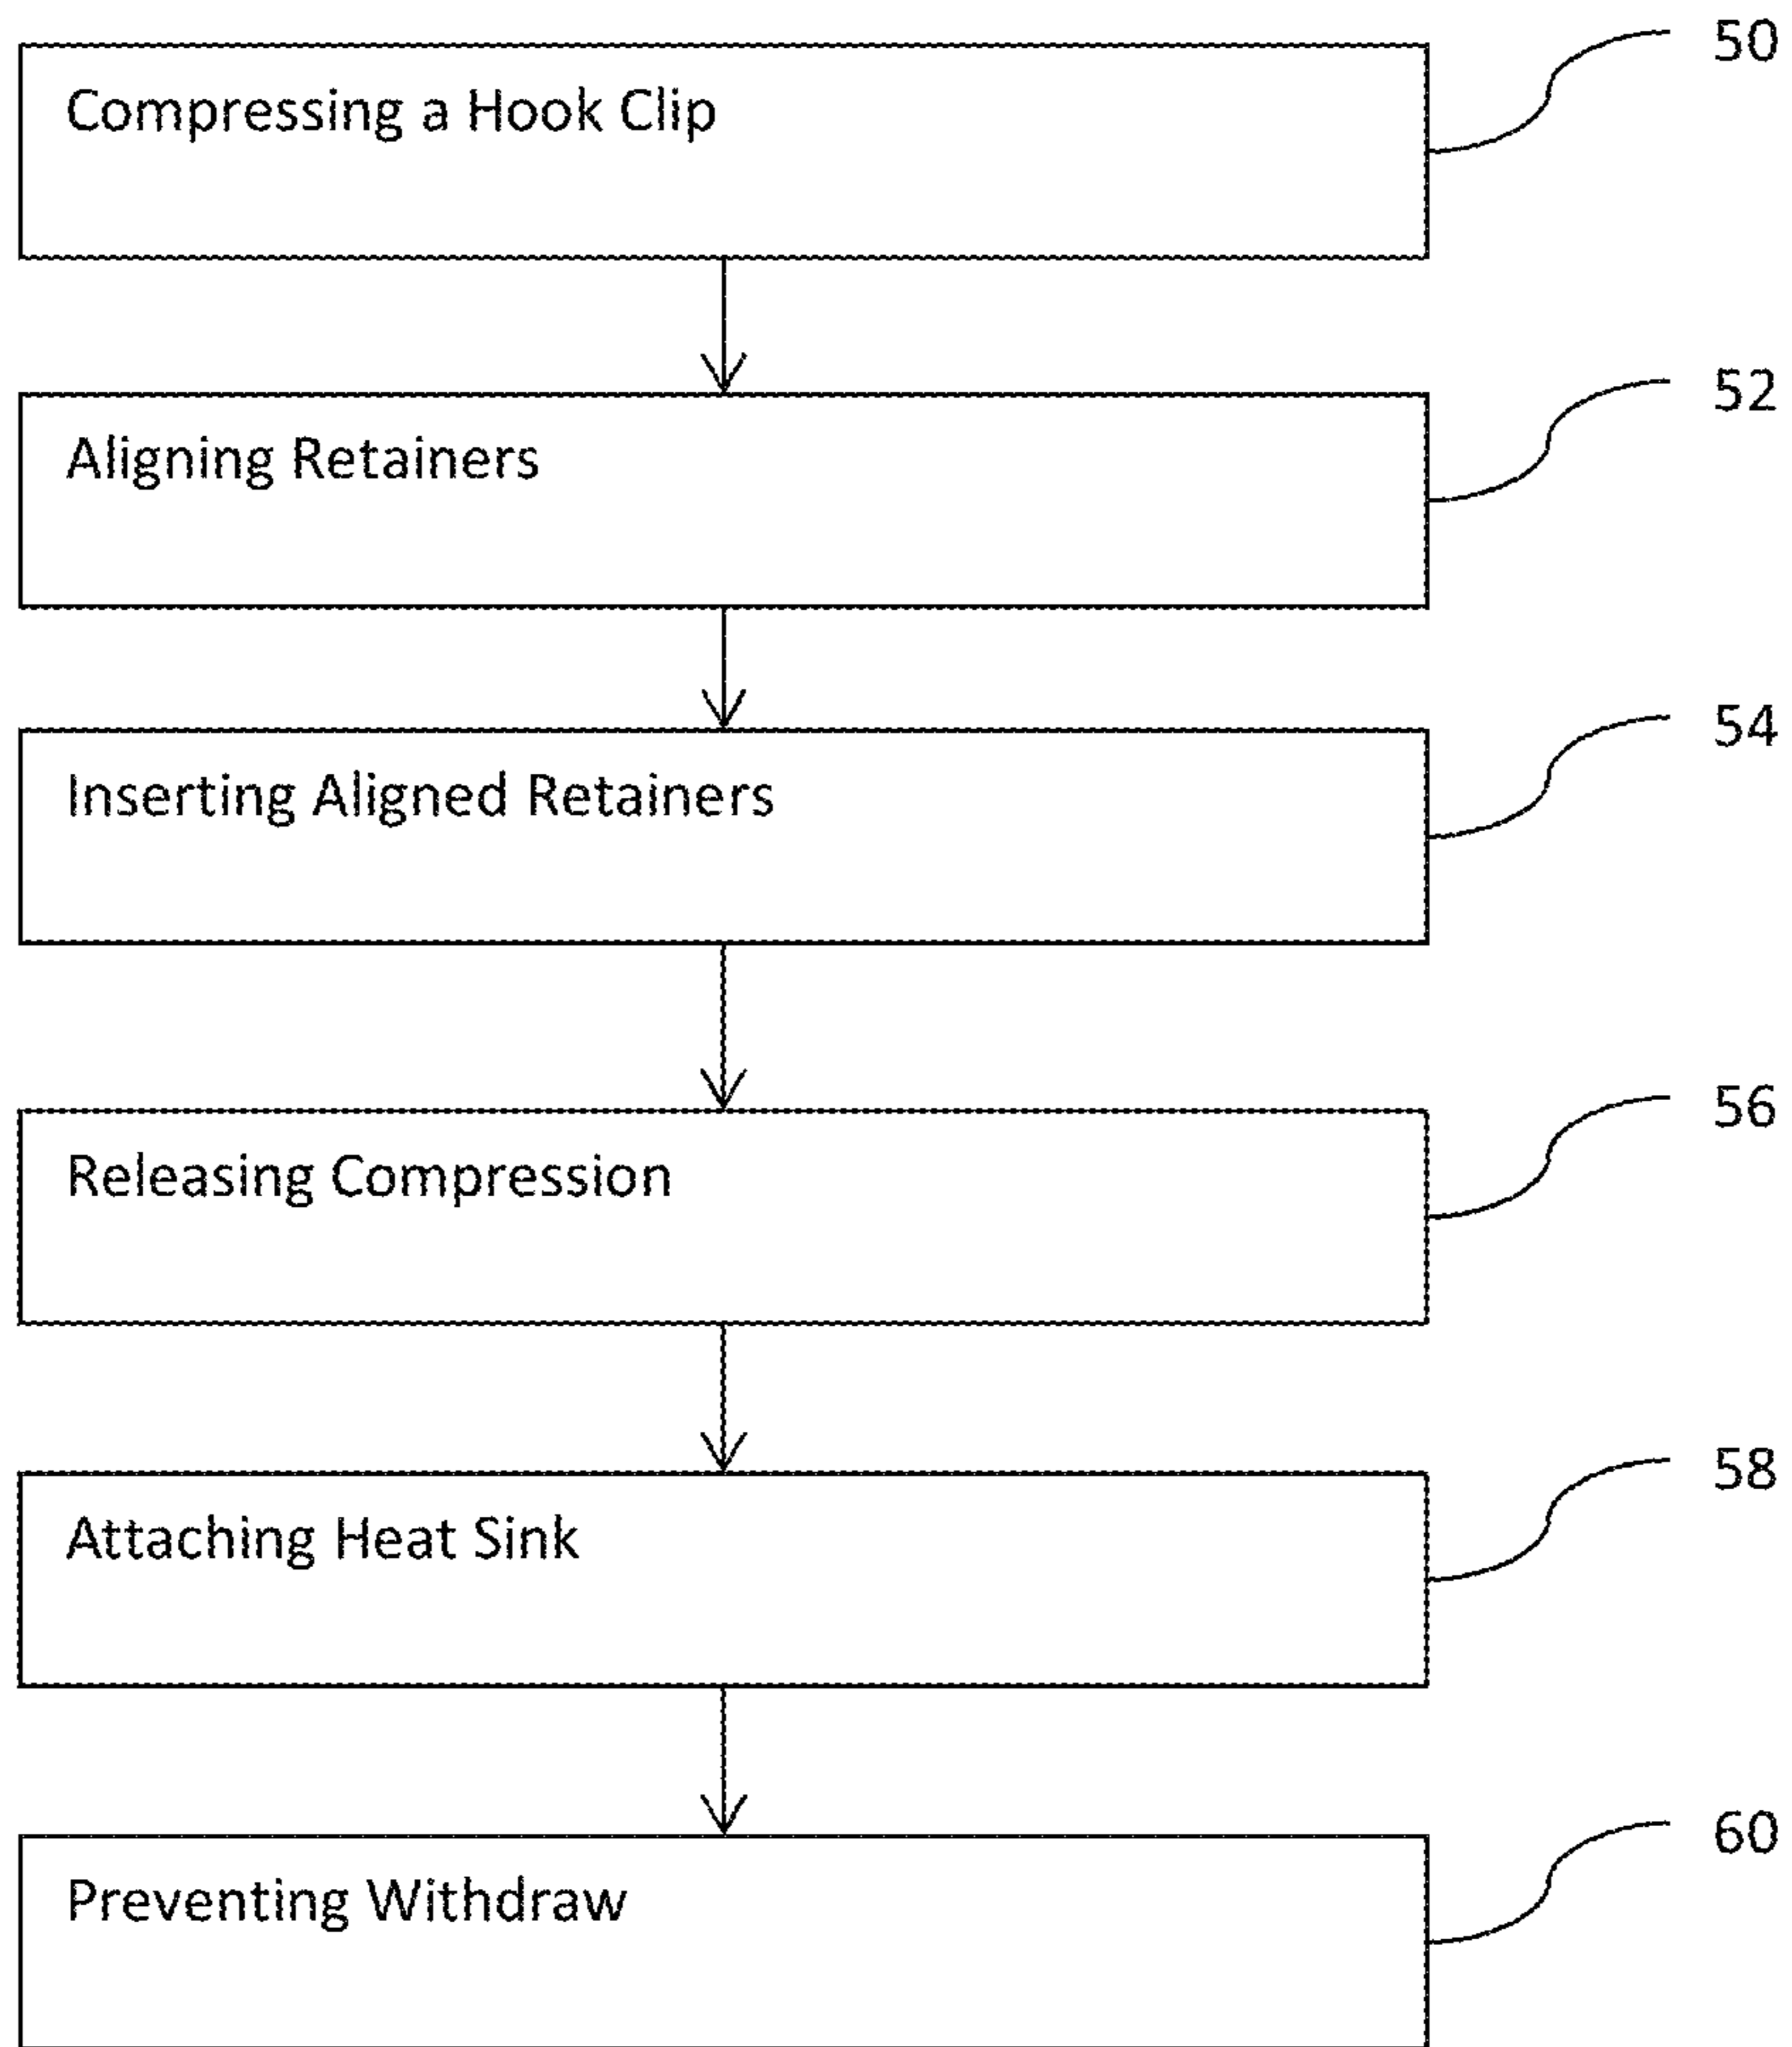 Compressing a Hook Clip
50
Aligning Retainers
52
Inserting Aligned Retainers
54
Releasing Compression
56
Attaching Heat Sink
58
Preventing Withdraw
60